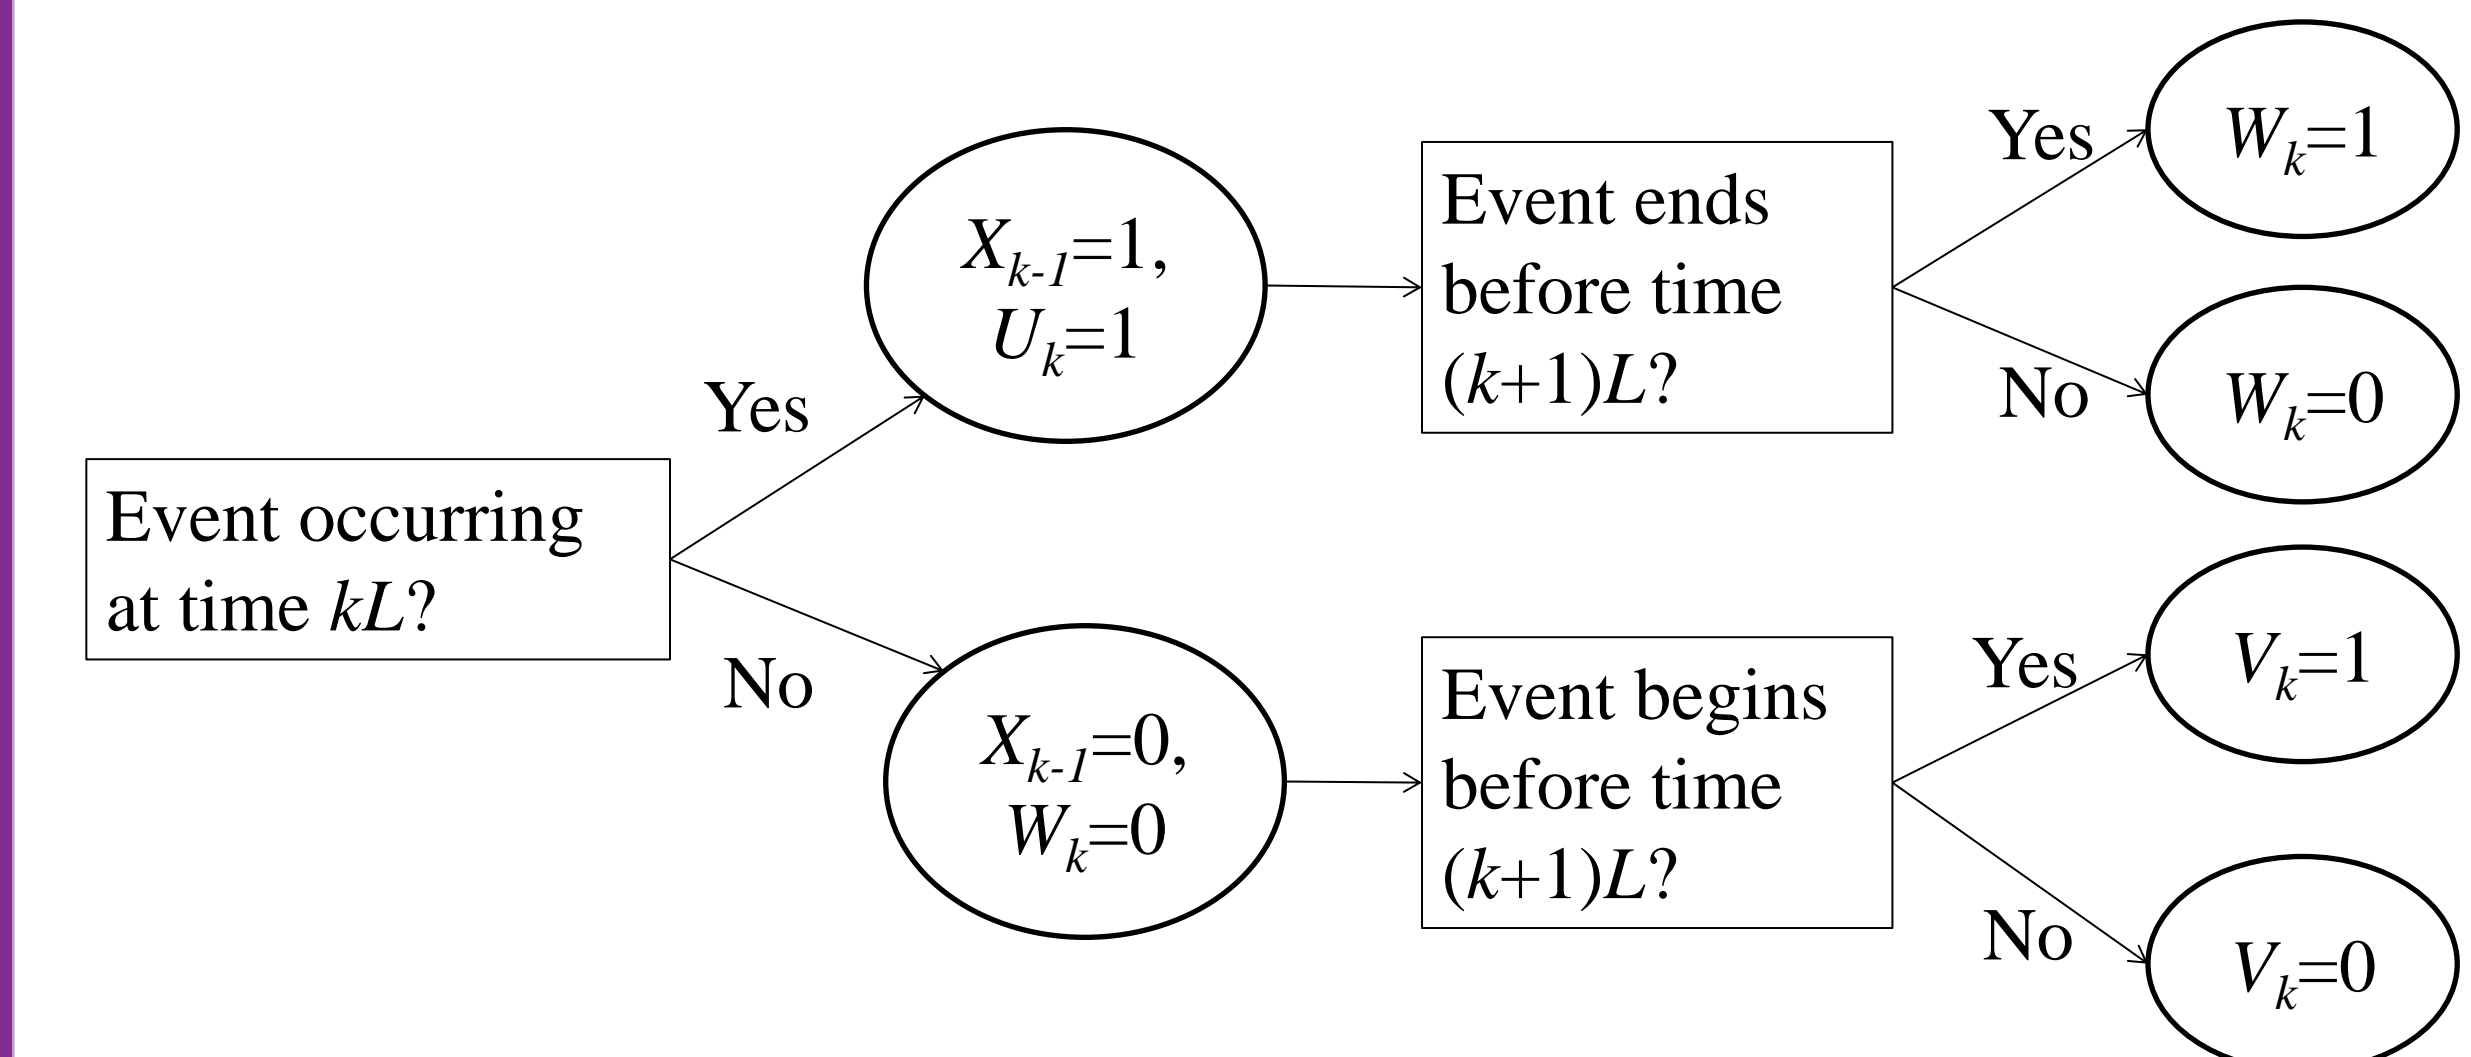 Event occurring
at time kL?
Yes
No
X_{k-1}=1,
U_k=1
X_{k-1}=0,
W_k=0
Event ends
before time
(k+1)L?
Yes
No
W_k=1
W_k=0
Event begins
before time
(k+1)L?
Yes
No
V_k=1
V_k=0